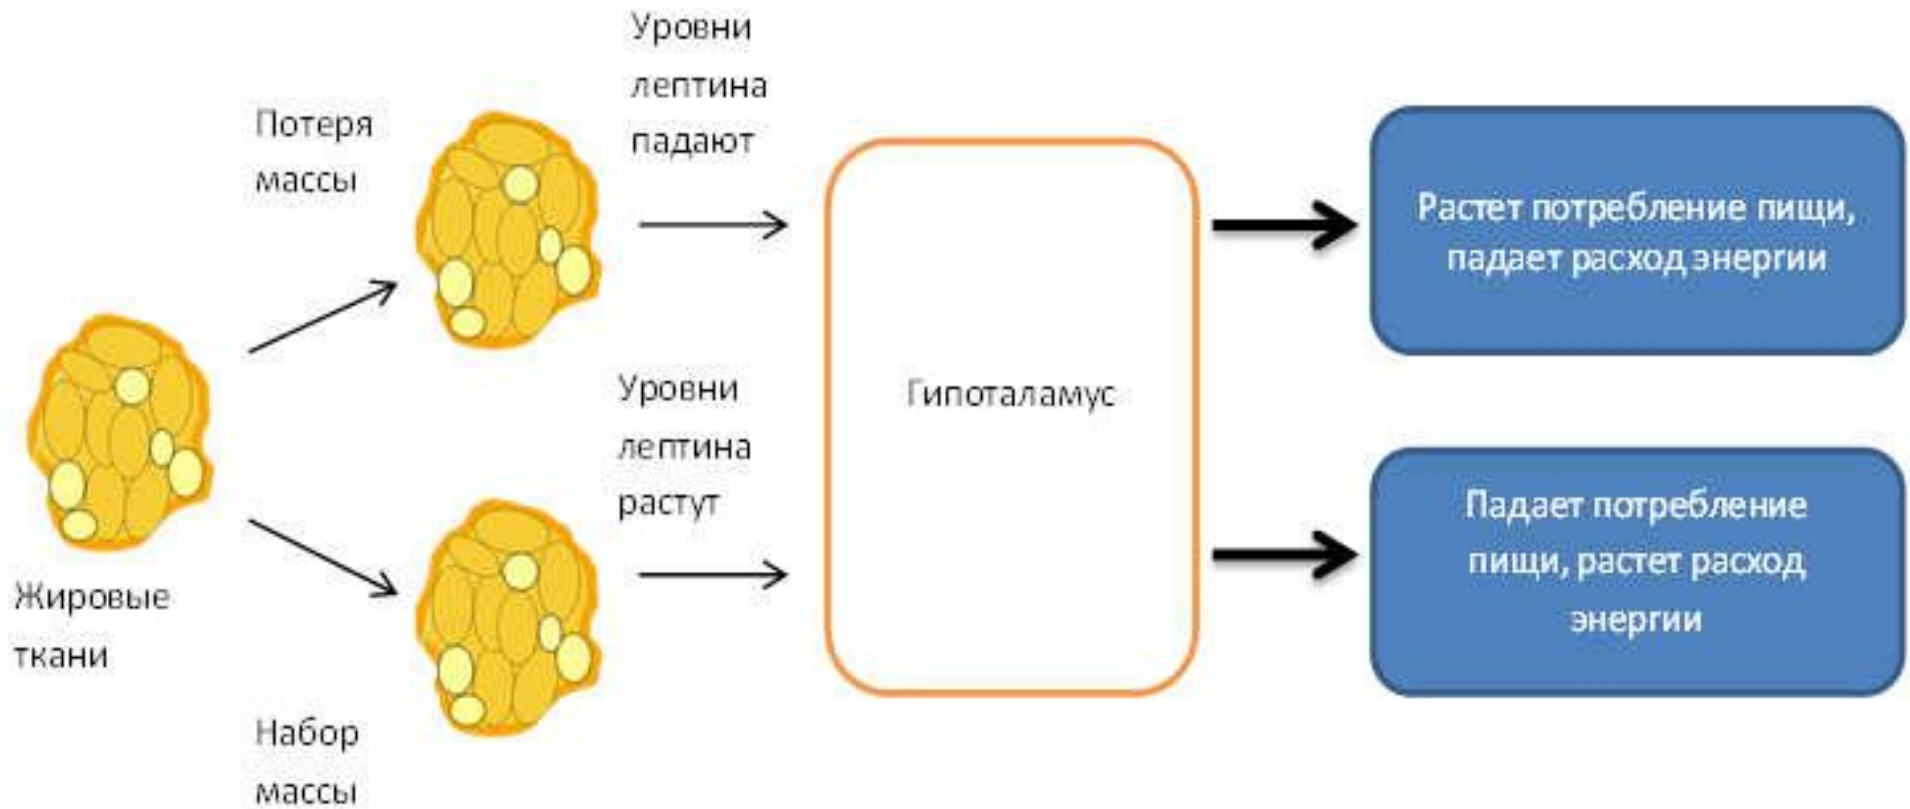 Уровни
лептина
падают
Потеря
массы
Растет потребление пищи,
падает расход энергии
Гипоталамус
Уровни
лептина
растут
Падает потребление
пищи, растет расход
энергии
Жировые
ткани
Набор
массы